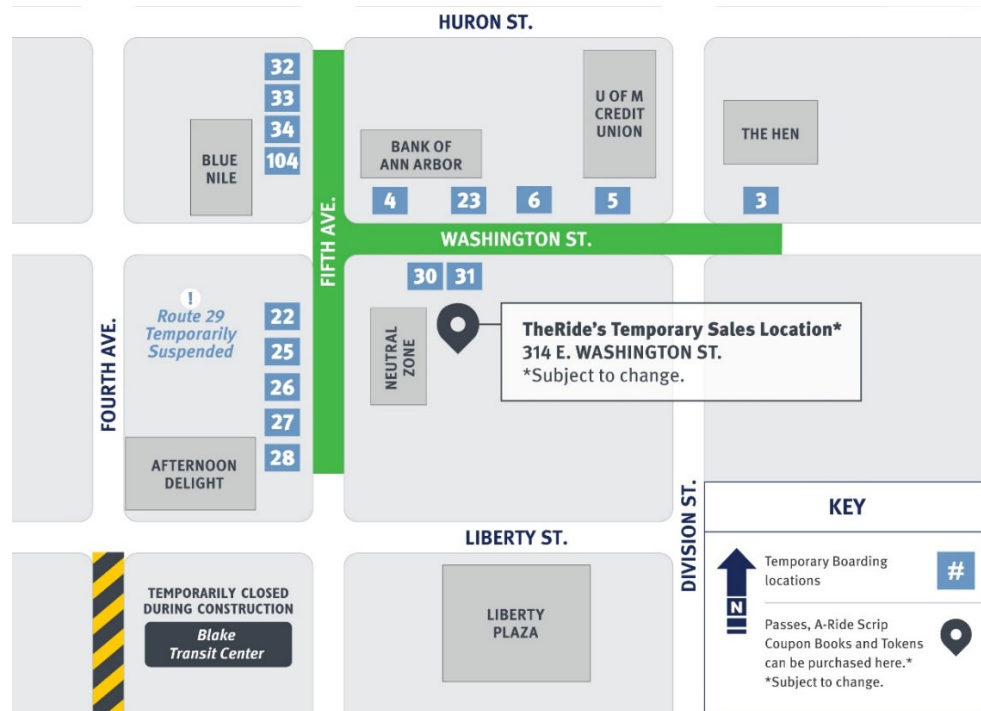 HURON ST.
32
33
34
104
BLUE
NILE
BANK OF
ANN ARBOR
U OF M
CREDIT
UNION
THE HEN
4
23
6
5
3
FIFTH AVE.
WASHINGTON ST.
30
31
!
Route 29
Temporarily
Suspended
FOURTH AVE.
22
25
26
27
28
NEUTRAL
ZONE
TheRide's Temporary Sales Location*
314 E. WASHINGTON ST.
*Subject to change.
AFTERNOON
DELIGHT
LIBERTY ST.
DIVISION ST.
TEMPORARILY CLOSED
DURING CONSTRUCTION
Blake
Transit Center
LIBERTY
PLAZA
KEY
N
Temporary Boarding
locations
#
Passes, A-Ride Scrip
Coupon Books and Tokens
can be purchased here.*
*Subject to change.